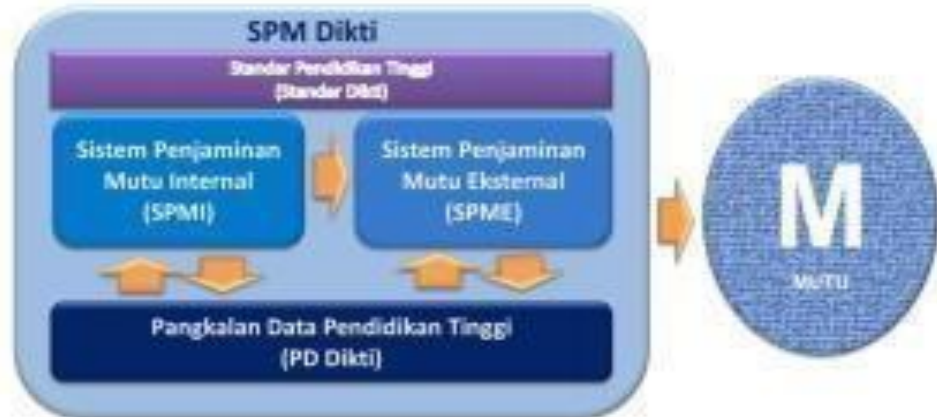 SPM Dikti
Standar Pendidikan Tinggi
(Standar Dikti)
Sistem Penjaminan
Mutu Internal
(SPMI)
Sistem Penjaminan
Mutu Eksternal
(SPME)
Pangkalan Data Pendidikan Tinggi
(PD Dikti)
M
MUTU